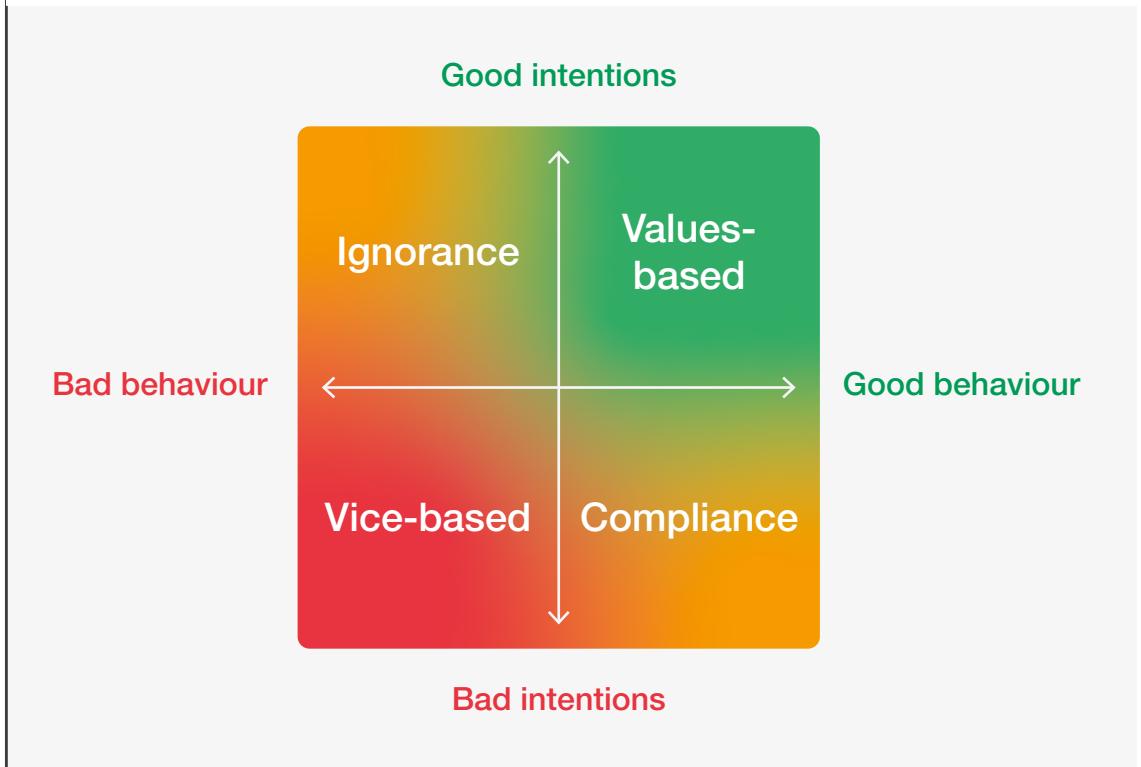 Good intentions
Ignorance
Values-
based
Bad behaviour
Good behaviour
Vice-based
Compliance
Bad intentions